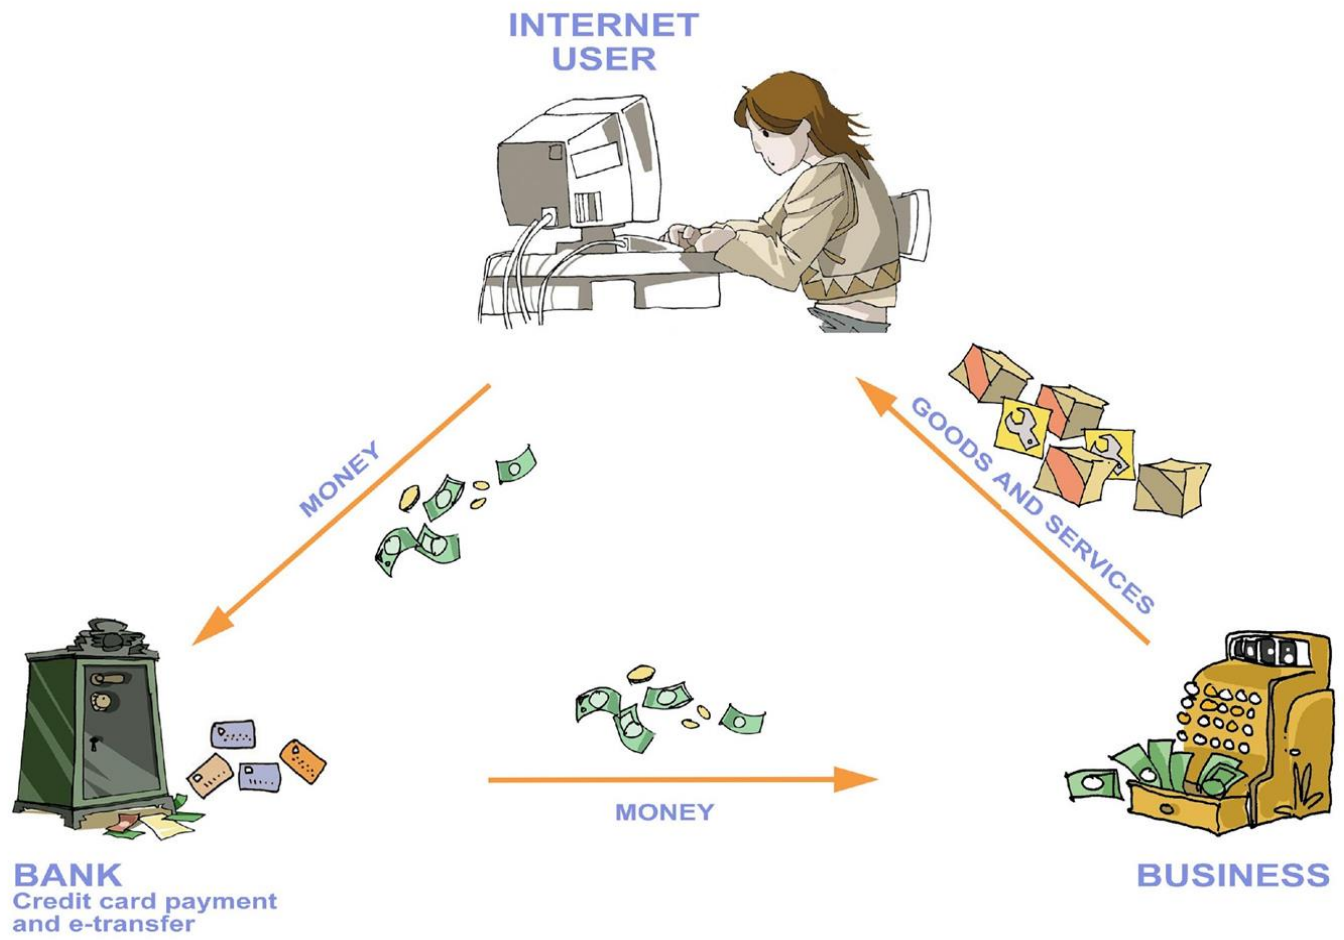 INTERNET
USER
MONEY
GOODS AND SERVICES
MONEY
BANK
Credit card payment
and e-transfer
BUSINESS